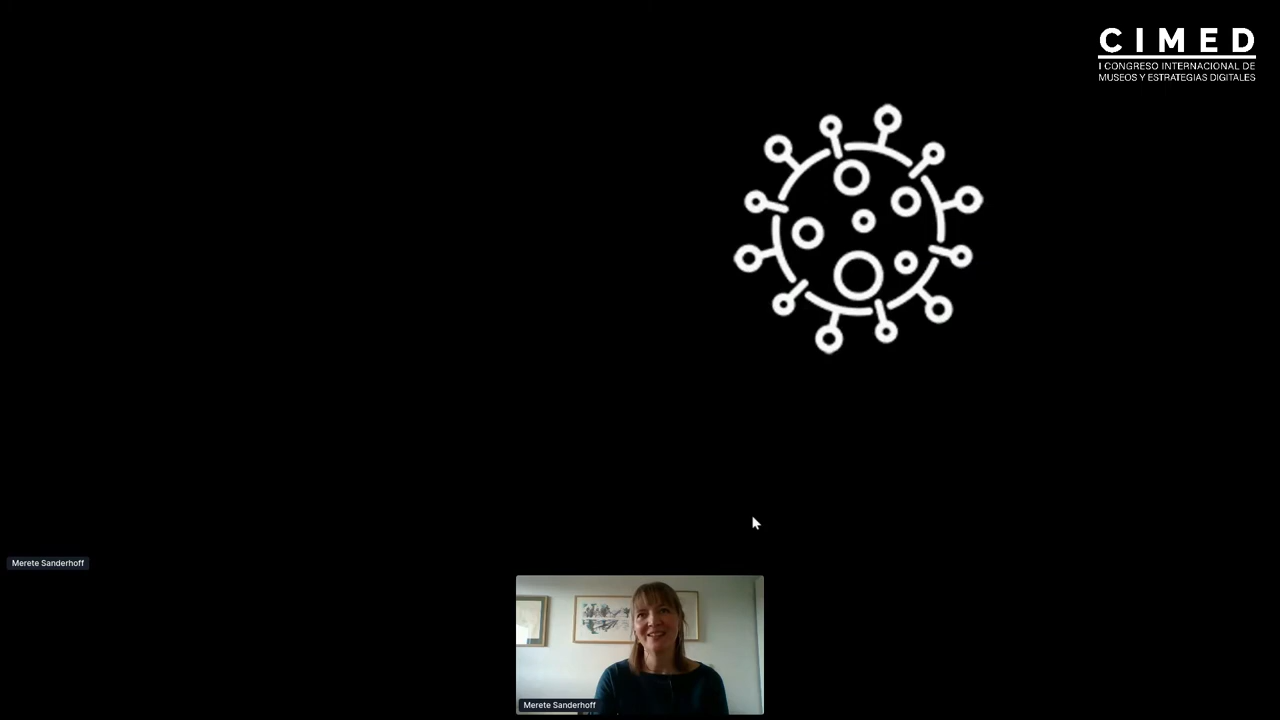 CIMED
I CONGRESO INTERNACIONAL DE
MUSEOS Y ESTRATEGIAS DIGITALES
Merete Sanderhoff
Merete Sanderhoff